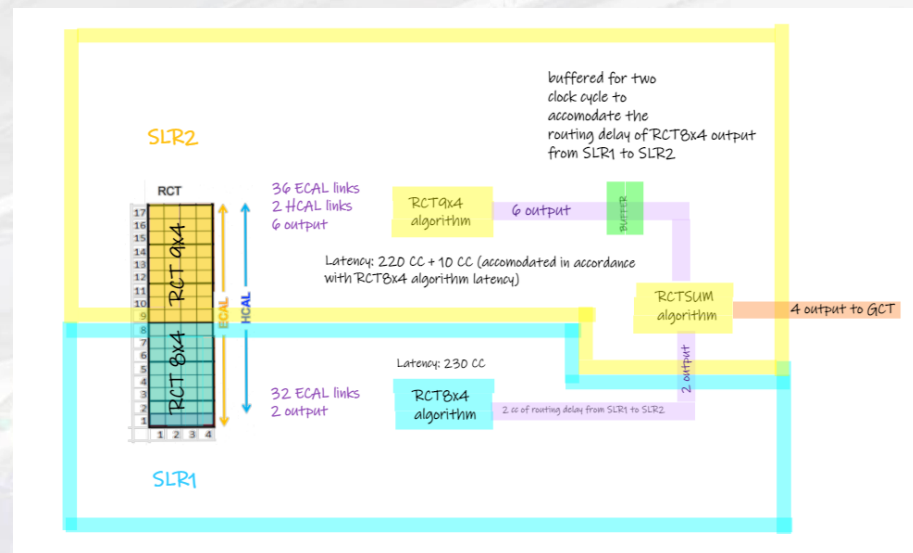 buffered for two
clock cycle to
accomodate the
routing delay of RCT8x4 output
from SLR1 to SLR2
SLR2
RCT
36 ECAL links
2 HCAL links
6 output
RCT9x4
algorithm
6 output
BUFFER
17
16
15
14
13
12
11
10
9
8
7
6
5
4
3
2
1
RCT 9x4
RCT 8x4
ECAL
HCAL
1 2 3 4
Latency: 220 CC + 10 CC (accomodated in accordance
with RCT8x4 algorithm latency)
RCTSUM
algorithm
4 output to GCT
Latency: 230 CC
2 output
32 ECAL links
2 output
RCT8x4
algorithm
2 cc of routing delay from SLR1 to SLR2
SLR1